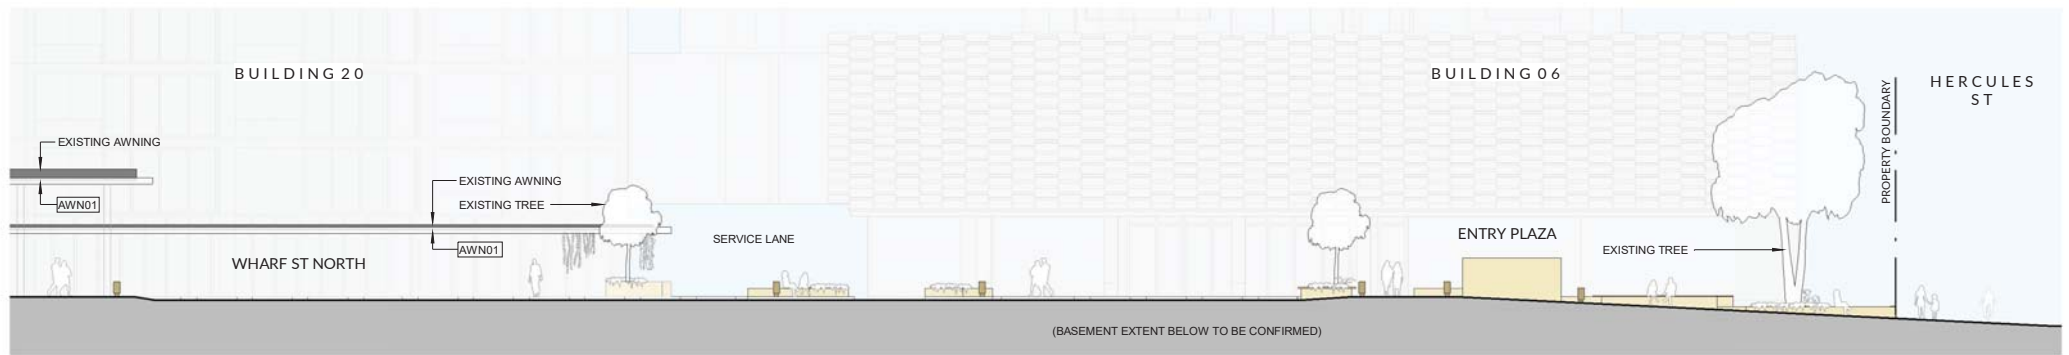 BUILDING 20
BUILDING 06
HERCULES
ST
PROPERTY BOUNDARY
EXISTING AWNING
AWN01
EXISTING AWNING
EXISTING TREE
AWN01
WHARF ST NORTH
SERVICE LANE
ENTRY PLAZA
EXISTING TREE
(BASEMENT EXTENT BELOW TO BE CONFIRMED)